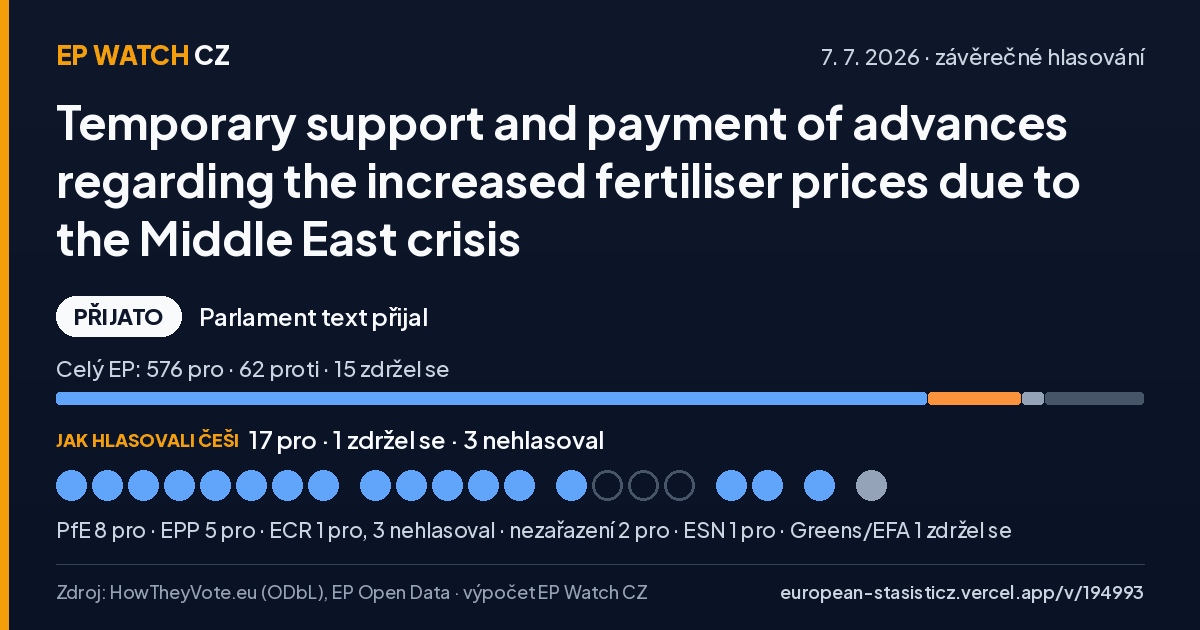 EP WATCH CZ
7. 7. 2026 · závěrečné hlasování
Temporary support and payment of advances
regarding the increased fertiliser prices due to
the Middle East crisis
PŘIJATO Parlament text přijal
Celý EP: 576 pro · 62 proti · 15 zdržel se
JAK HLASOVALI ČEŠI 17 pro · 1 zdržel se · 3 nehlasoval
PfE 8 pro · EPP 5 pro · ECR 1 pro, 3 nehlasoval · nezařazení 2 pro · ESN 1 pro · Greens/EFA 1 zdržel se
Zdroj: HowTheyVote.eu (ODbL), EP Open Data · výpočet EP Watch CZ
european-stasisticz.vercel.app/v/194993